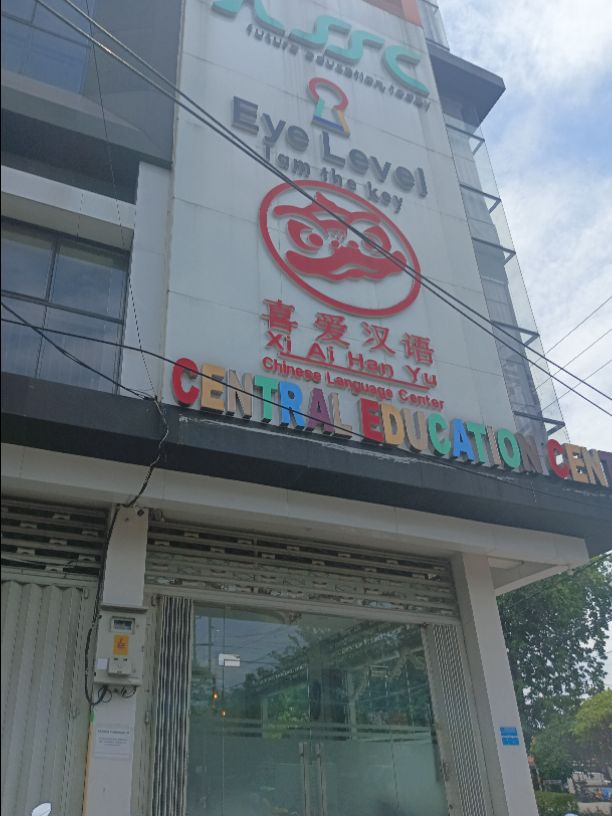 ASSC
future education, today
Eye Level
I am the key
喜爱汉语
Xi Ai Han Yu
Chinese Language Center
CENTRAL EDUCATION CENT